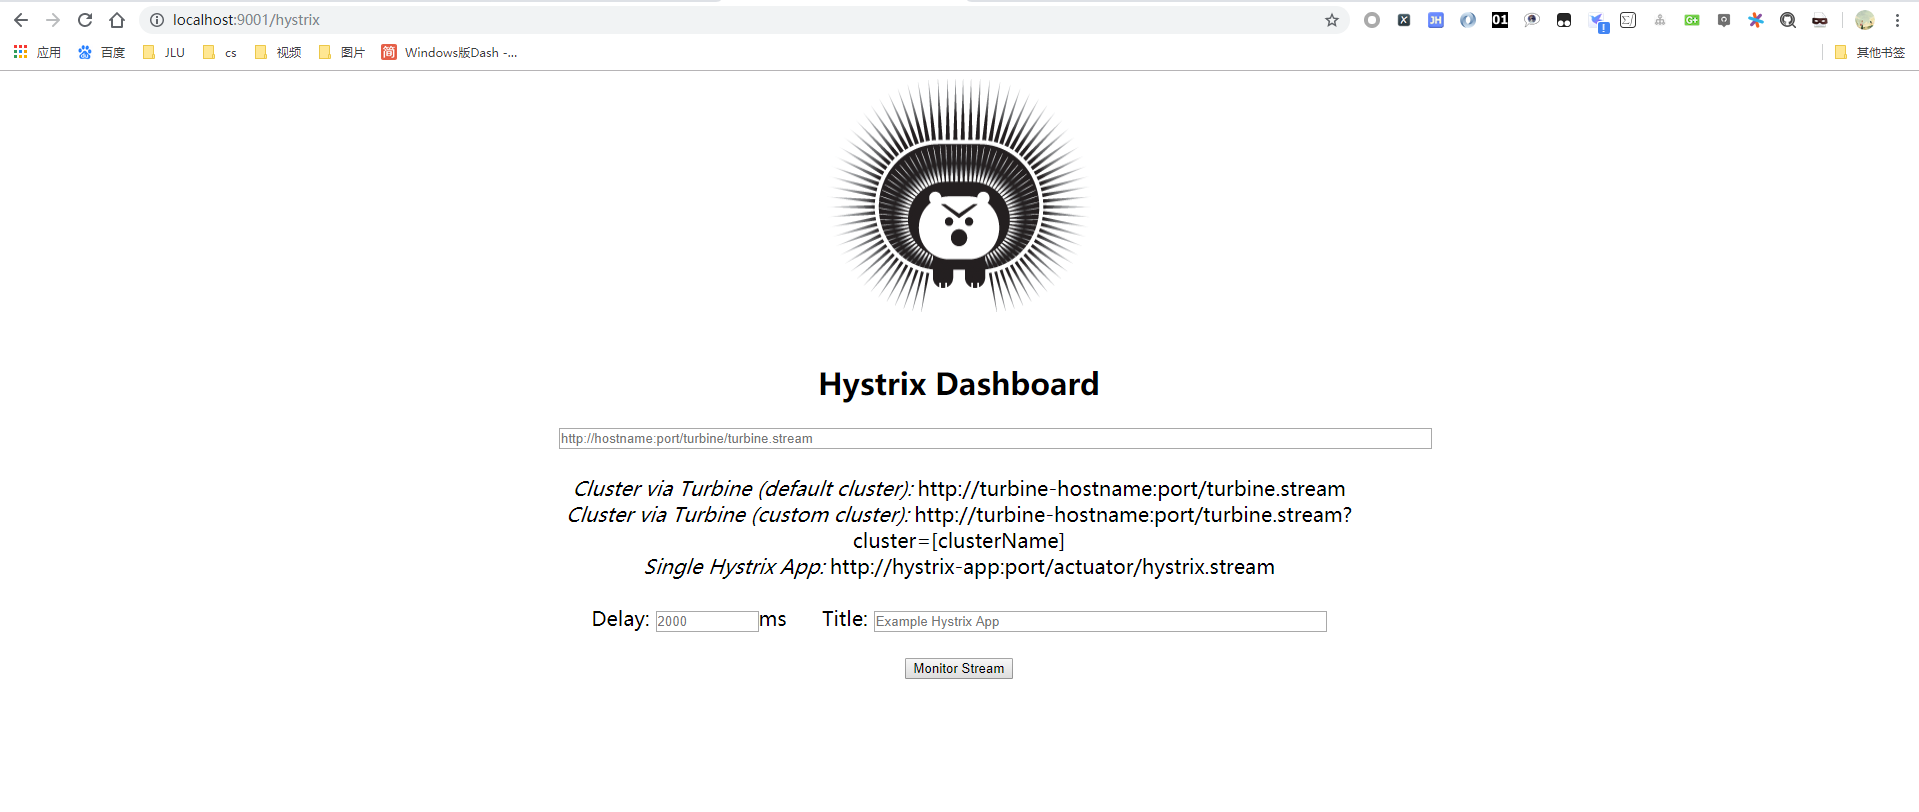 localhost:9001/hystrix
应用 百度 JLU cs 视频 图片 简 Windows版Dash -... 其他书签
Hystrix Dashboard
http://hostname:port/turbine/turbine.stream
Cluster via Turbine (default cluster): http://turbine-hostname:port/turbine.stream
Cluster via Turbine (custom cluster): http://turbine-hostname:port/turbine.stream?
cluster=[clusterName]
Single Hystrix App: http://hystrix-app:port/actuator/hystrix.stream
Delay: 2000 ms Title: Example Hystrix App
Monitor Stream